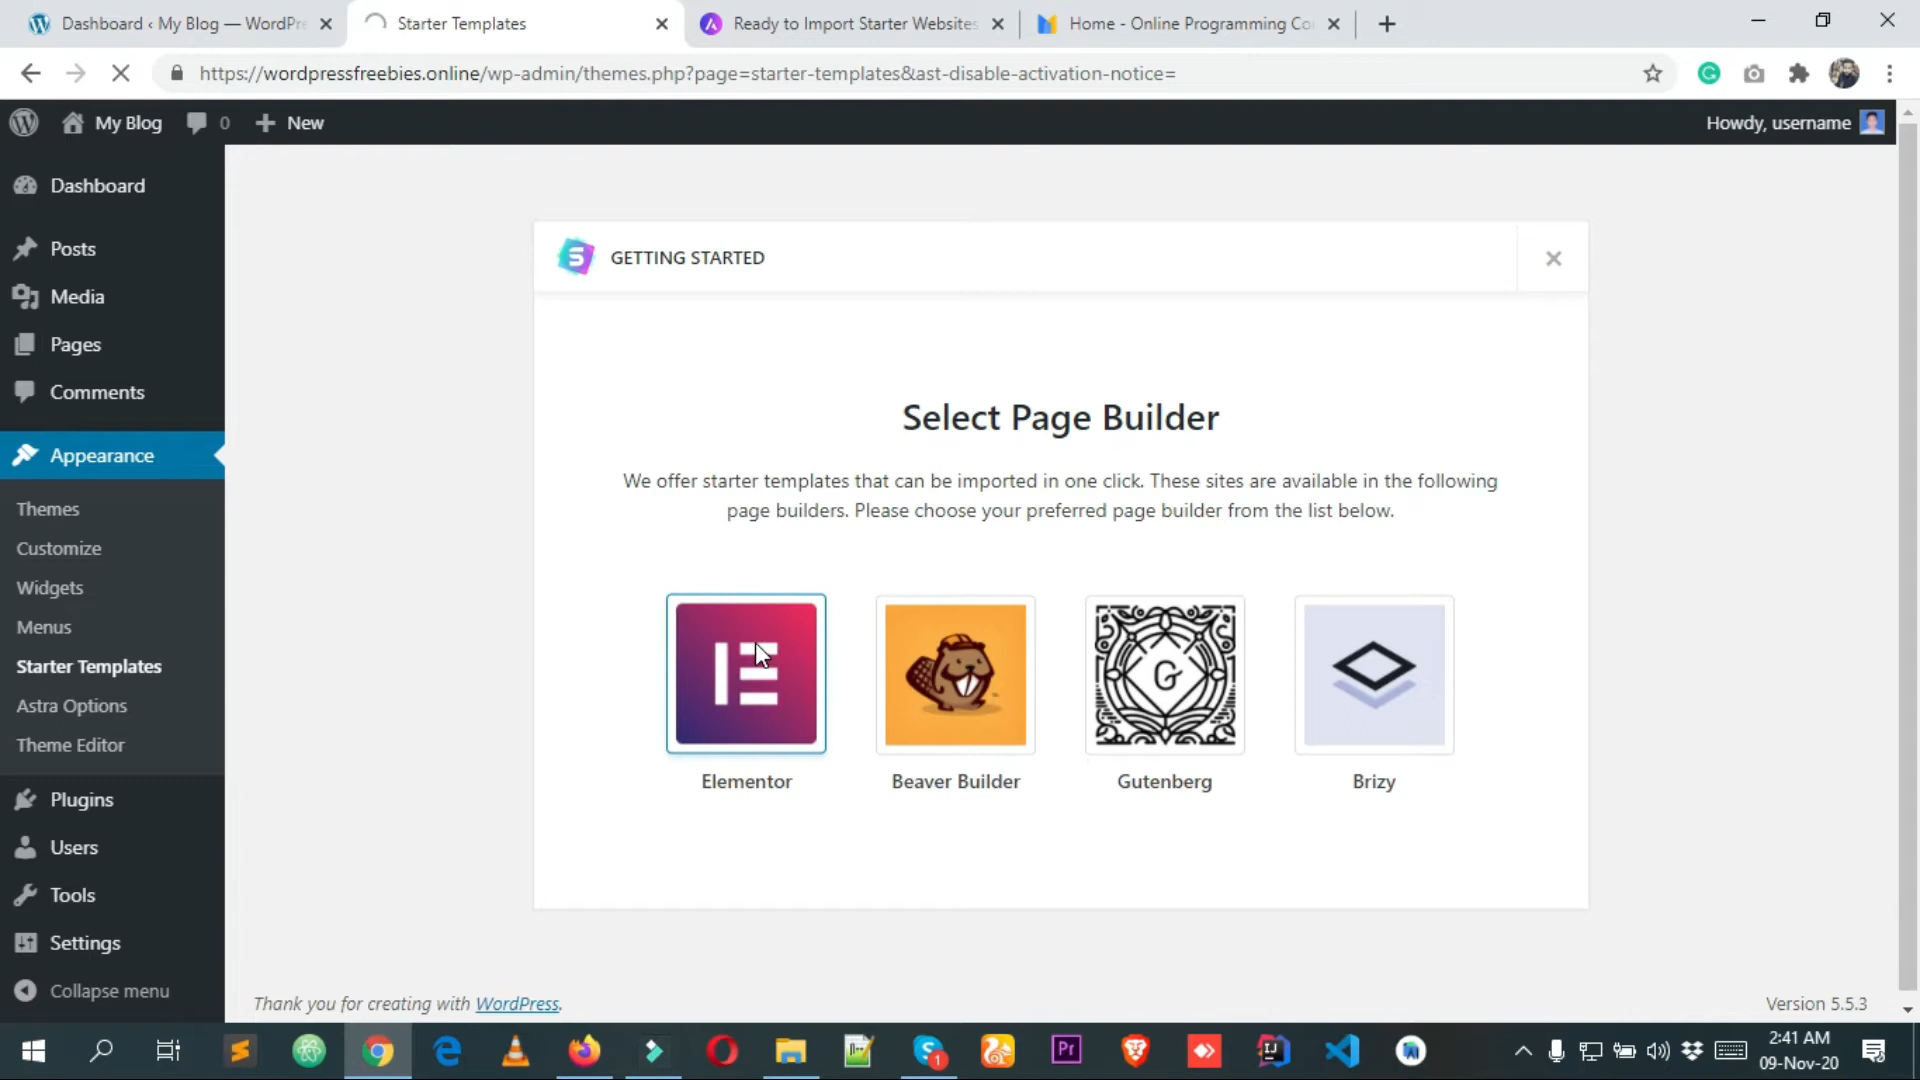 Dashboard ‹ My Blog — WordPre
Starter Templates
Ready to Import Starter Websites
Home - Online Programming Co
https://wordpressfreebies.online/wp-admin/themes.php?page=starter-templates&ast-disable-activation-notice=
My Blog
0
New
Howdy, username
Dashboard
Posts
Media
Pages
Comments
Appearance
Themes
Customize
Widgets
Menus
Starter Templates
Astra Options
Theme Editor
Plugins
Users
Tools
Settings
Collapse menu
GETTING STARTED
Select Page Builder
We offer starter templates that can be imported in one click. These sites are available in the following
page builders. Please choose your preferred page builder from the list below.
G
Elementor
Beaver Builder
Gutenberg
Brizy
Thank you for creating with WordPress.
Version 5.5.3
Pr
1
2:41 AM
09-Nov-20